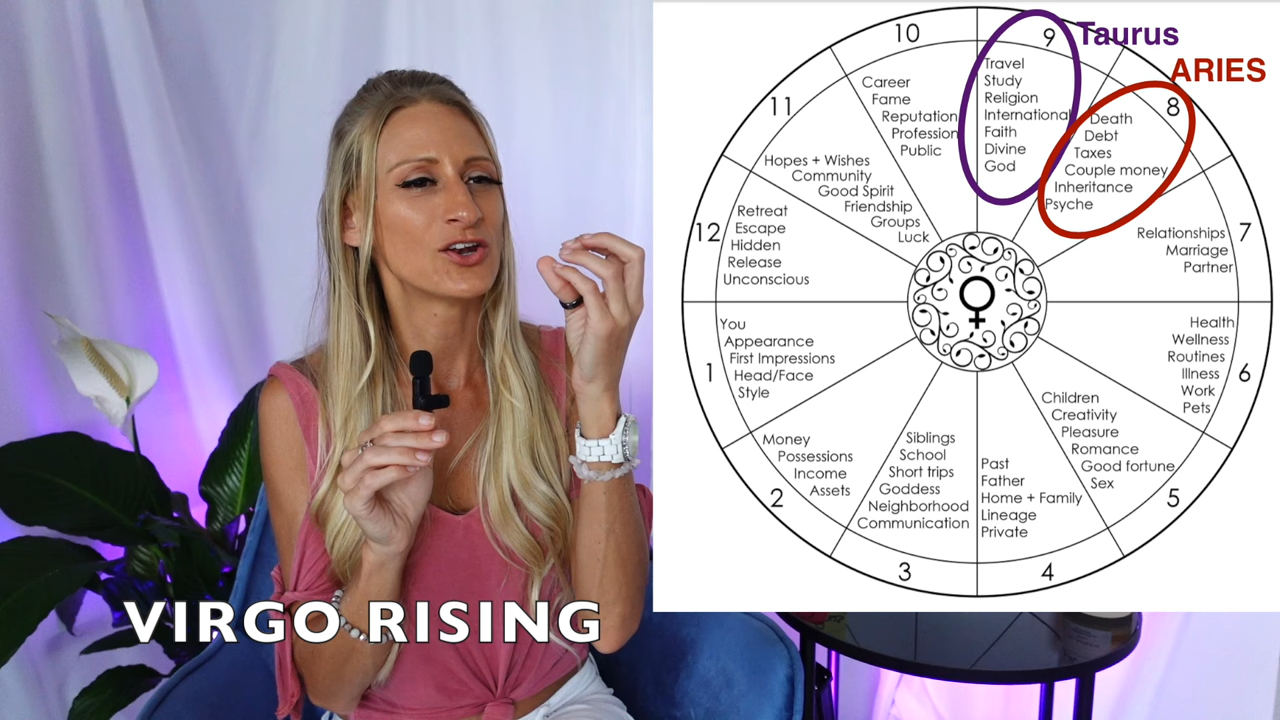 VIRGO RISING
Taurus
ARIES
10
Career
Fame
Reputation
Profession
Public
9
Travel
Study
Religion
International
Faith
Divine
God
8
Death
Debt
Taxes
Couple money
Inheritance
Psyche
11
Hopes + Wishes
Community
Good Spirit
Friendship
Groups
Luck
7
Relationships
Marriage
Partner
12
Retreat
Escape
Hidden
Release
Unconscious
1
You
Appearance
First Impressions
Head/Face
Style
6
Health
Wellness
Routines
Illness
Work
Pets
2
Money
Possessions
Income
Assets
3
Siblings
School
Short trips
Goddess
Neighborhood
Communication
4
Past
Father
Home + Family
Lineage
Private
5
Children
Creativity
Pleasure
Romance
Good fortune
Sex